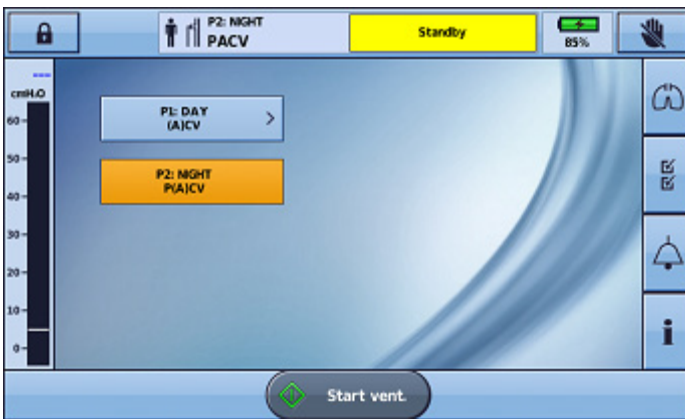 P2: NIGHT
PACV
Standby
85%
---
cmH₂O
60
50
40
30
20
10
0
P1: DAY
(A)CV
P2: NIGHT
P(A)CV
Start vent.